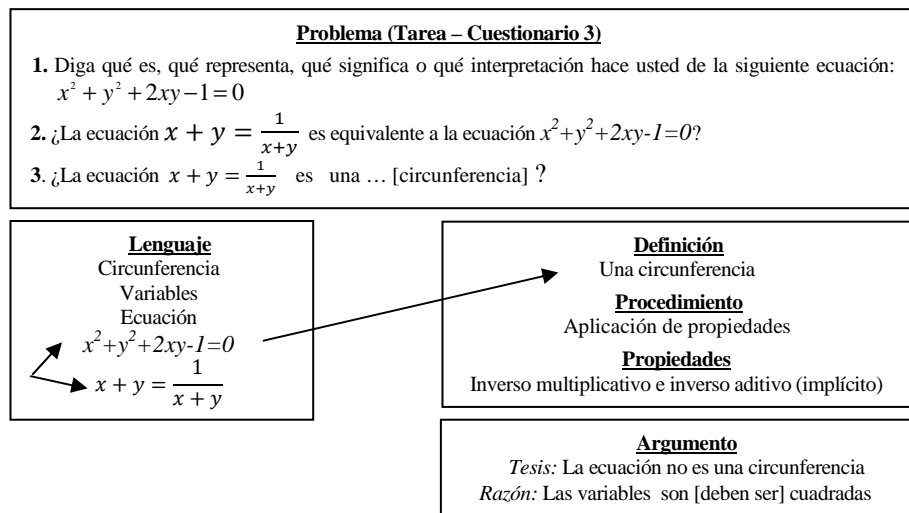 Problema (Tarea – Cuestionario 3)
1. Diga qué es, qué representa, qué significa o qué interpretación hace usted de la siguiente ecuación:
x² + y² + 2xy − 1 = 0
2. ¿La ecuación x + y = 1/(x+y) es equivalente a la ecuación x²+y²+2xy-1=0?
3. ¿La ecuación x + y = 1/(x+y) es una … [circunferencia] ?
Lenguaje
Circunferencia
Variables
Ecuación
x²+y²+2xy-1=0
x + y = 1/(x + y)
Definición
Una circunferencia
Procedimiento
Aplicación de propiedades
Propiedades
Inverso multiplicativo e inverso aditivo (implícito)
Argumento
Tesis: La ecuación no es una circunferencia
Razón: Las variables son [deben ser] cuadradas